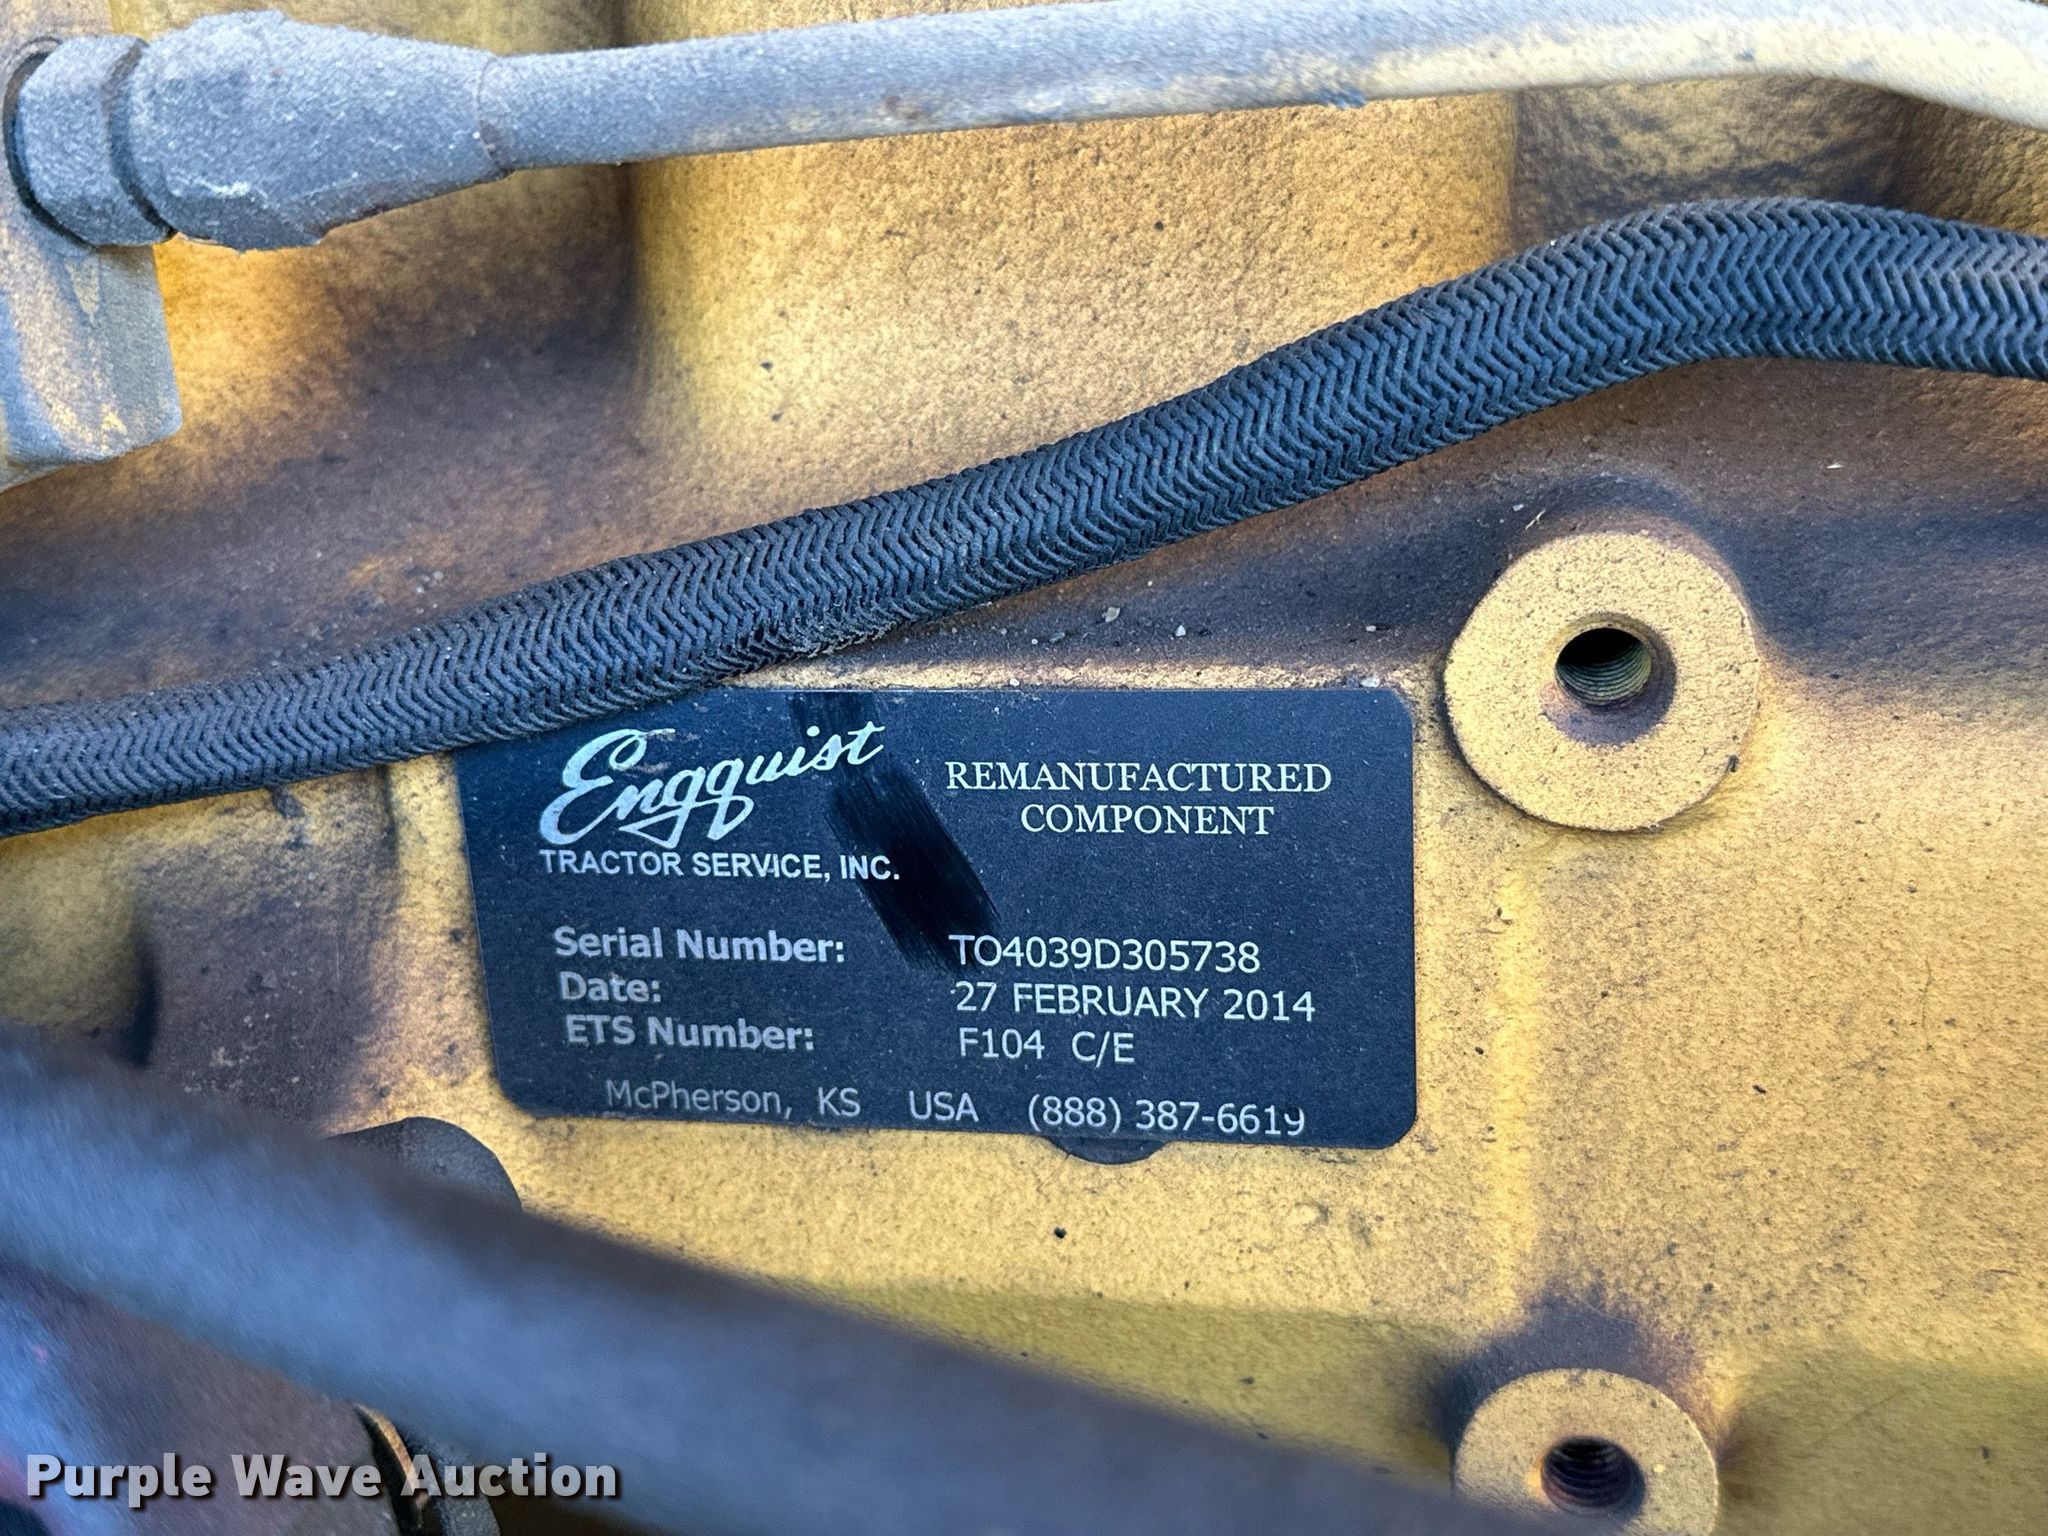 Engquist
TRACTOR SERVICE, INC.
REMANUFACTURED
COMPONENT
Serial Number: TO4039D305738
Date: 27 FEBRUARY 2014
ETS Number: F104 C/E
McPherson, KS USA (888) 387-6619
Purple Wave Auction